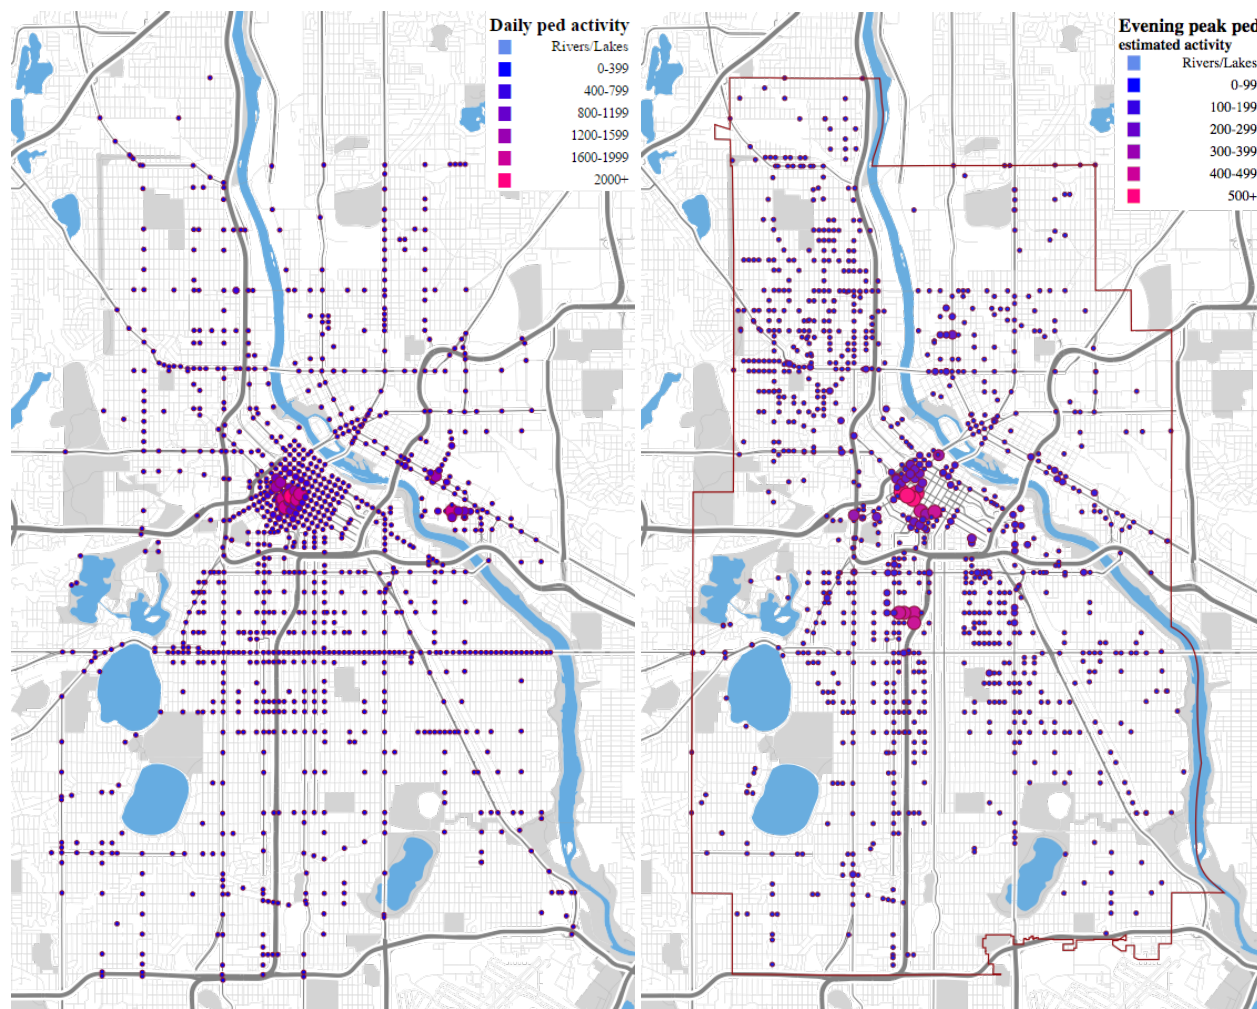 Daily ped activity
Rivers/Lakes
0-399
400-799
800-1199
1200-1599
1600-1999
2000+
Evening peak ped
estimated activity
Rivers/Lakes
0-99
100-199
200-299
300-399
400-499
500+